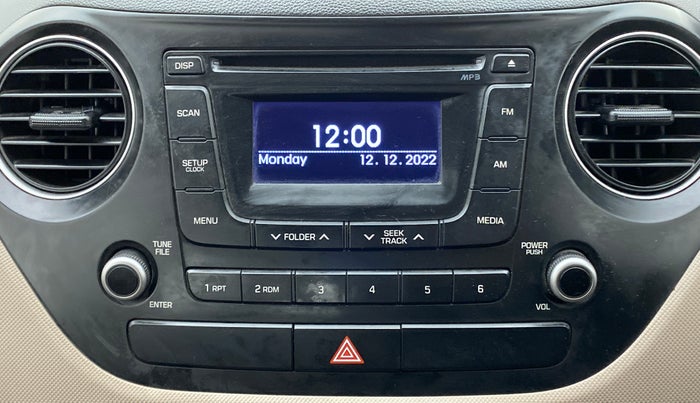 DISP
MP3
SCAN
FM
12:00
Monday 12.12.2022
SETUP
CLOCK
AM
MENU
MEDIA
FOLDER
SEEK
TRACK
TUNE
FILE
POWER
PUSH
1 RPT
2 RDM
3
4
5
6
ENTER
VOL